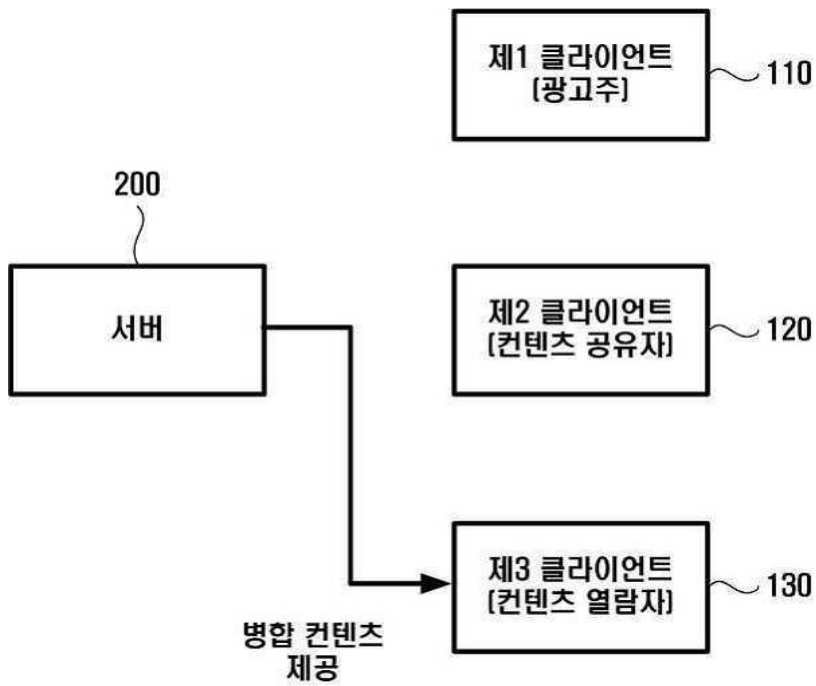 제1 클라이언트
(광고주)
110
200
서버
제2 클라이언트
(컨텐츠 공유자)
120
제3 클라이언트
(컨텐츠 열람자)
130
병합 컨텐츠
제공